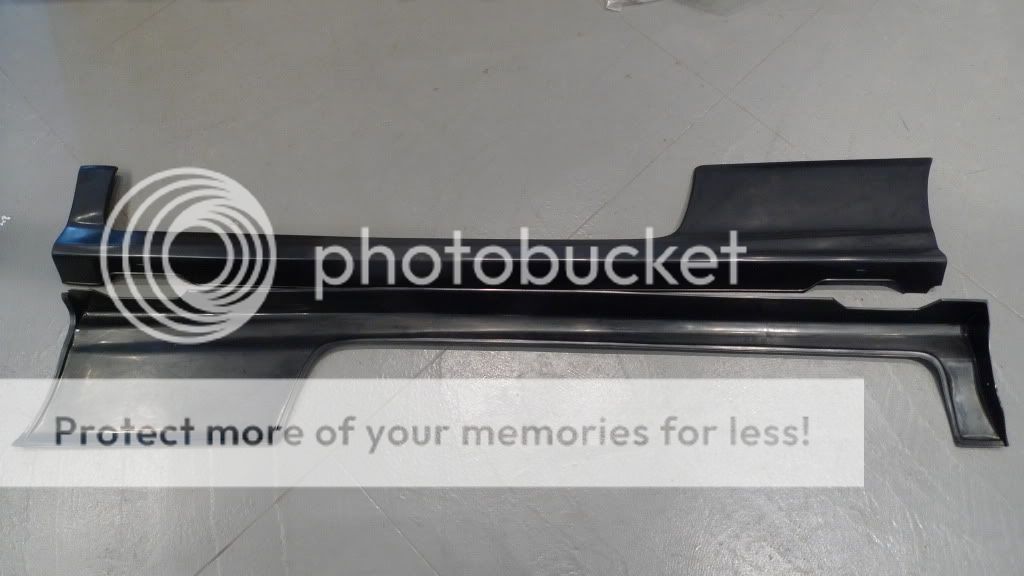 photobucket
Protect more of your memories for less!